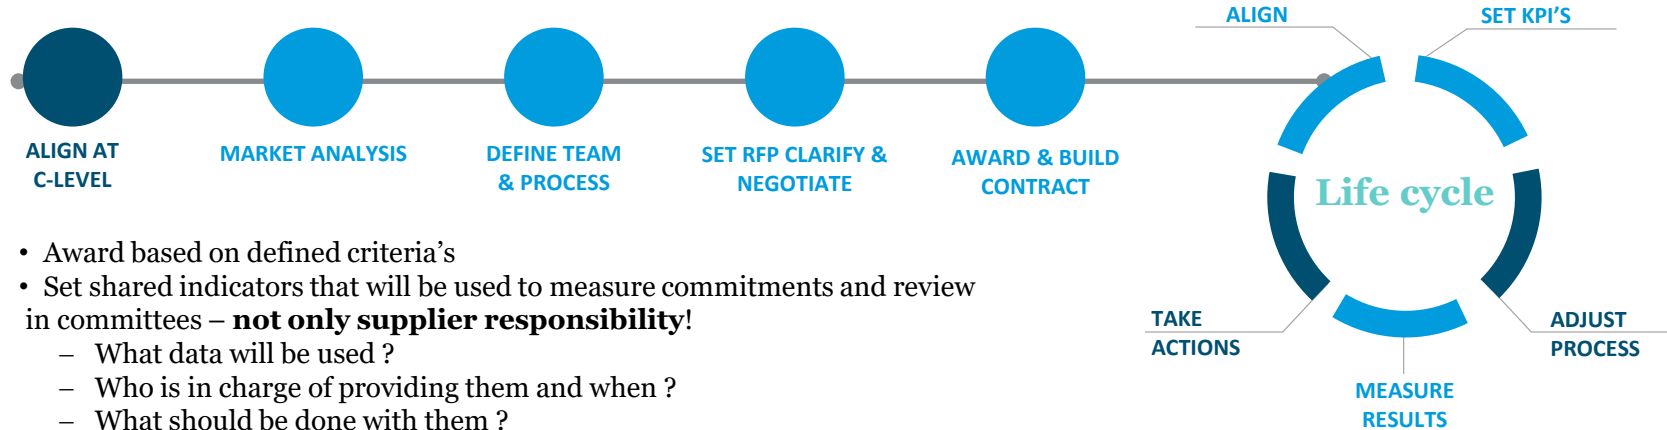 ALIGN AT
C-LEVEL
MARKET ANALYSIS
DEFINE TEAM
& PROCESS
SET RFP CLARIFY &
NEGOTIATE
AWARD & BUILD
CONTRACT
ALIGN
SET KPI'S
Life cycle
TAKE
ACTIONS
ADJUST
PROCESS
MEASURE
RESULTS
• Award based on defined criteria’s
• Set shared indicators that will be used to measure commitments and review
in committees – not only supplier responsibility!
– What data will be used ?
– Who is in charge of providing them and when ?
– What should be done with them ?